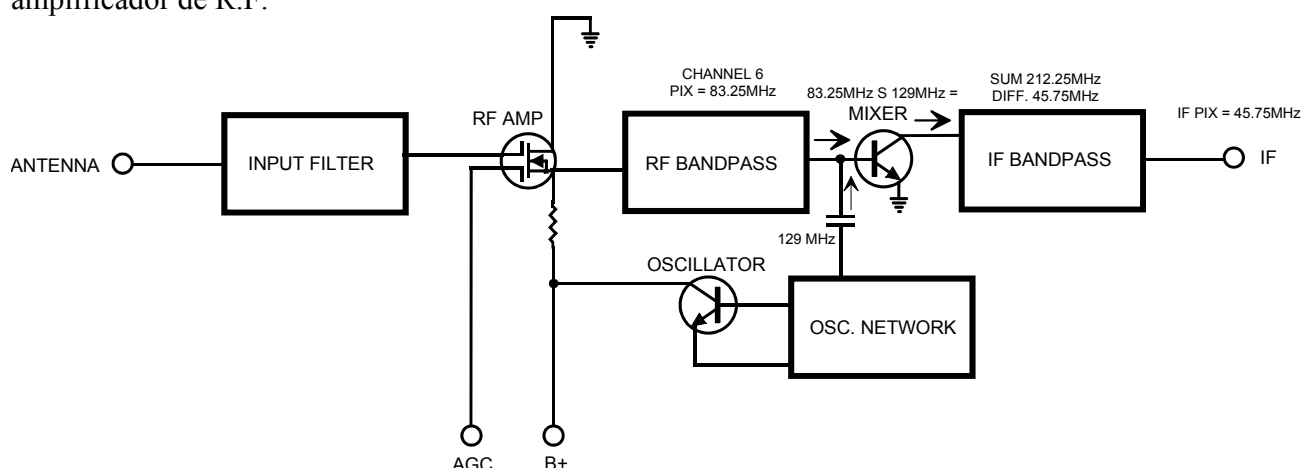 amplificador de R.F.
CHANNEL 6
PIX = 83.25MHz
83.25MHz S 129MHz =
MIXER
SUM 212.25MHz
DIFF. 45.75MHz
IF PIX = 45.75MHz
RF AMP
ANTENNA
INPUT FILTER
RF BANDPASS
IF BANDPASS
IF
129 MHz
OSCILLATOR
OSC. NETWORK
AGC
B+